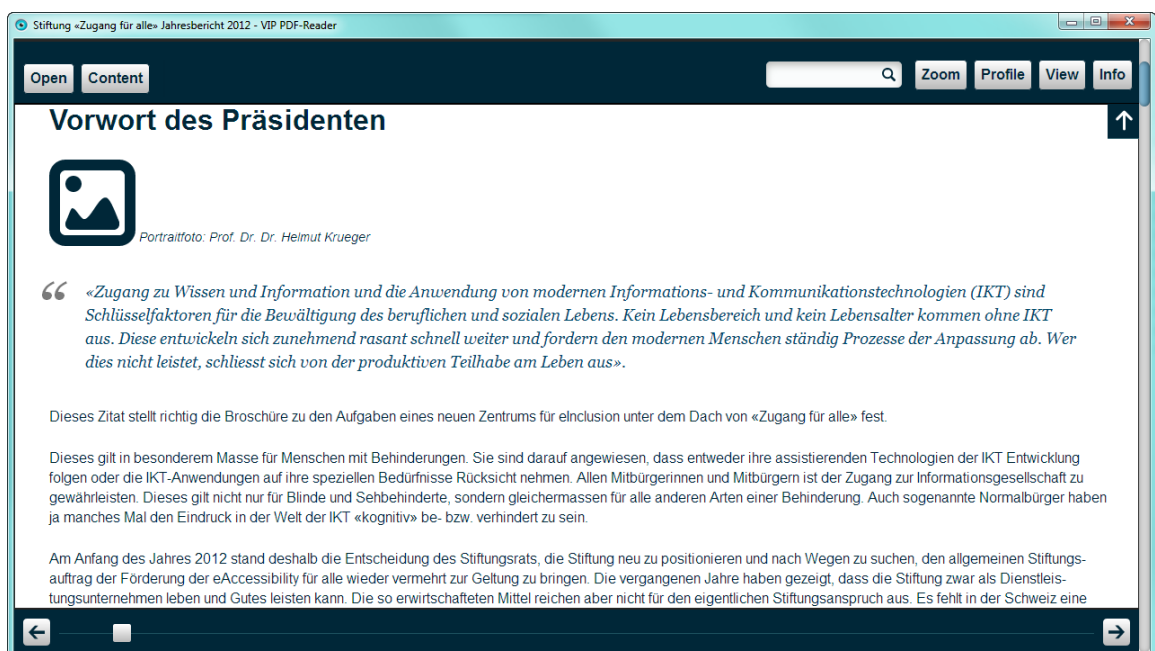 Stiftung «Zugang für alle» Jahresbericht 2012 - VIP PDF-Reader
Open Content Zoom Profile View Info
Vorwort des Präsidenten
Portraitfoto: Prof. Dr. Dr. Helmut Krueger
«Zugang zu Wissen und Information und die Anwendung von modernen Informations- und Kommunikationstechnologien (IKT) sind
Schlüsselfaktoren für die Bewältigung des beruflichen und sozialen Lebens. Kein Lebensbereich und kein Lebensalter kommen ohne IKT
aus. Diese entwickeln sich zunehmend rasant schnell weiter und fordern den modernen Menschen ständig Prozesse der Anpassung ab. Wer
dies nicht leistet, schliesst sich von der produktiven Teilhabe am Leben aus».
Dieses Zitat stellt richtig die Broschüre zu den Aufgaben eines neuen Zentrums für eInclusion unter dem Dach von «Zugang für alle» fest.
Dieses gilt in besonderem Masse für Menschen mit Behinderungen. Sie sind darauf angewiesen, dass entweder ihre assistierenden Technologien der IKT Entwicklung
folgen oder die IKT-Anwendungen auf ihre speziellen Bedürfnisse Rücksicht nehmen. Allen Mitbürgerinnen und Mitbürgern ist der Zugang zur Informationsgesellschaft zu
gewährleisten. Dieses gilt nicht nur für Blinde und Sehbehinderte, sondern gleichermassen für alle anderen Arten einer Behinderung. Auch sogenannte Normalbürger haben
ja manches Mal den Eindruck in der Welt der IKT «kognitiv» be- bzw. verhindert zu sein.
Am Anfang des Jahres 2012 stand deshalb die Entscheidung des Stiftungsrats, die Stiftung neu zu positionieren und nach Wegen zu suchen, den allgemeinen Stiftungs-
auftrag der Förderung der eAccessibility für alle wieder vermehrt zur Geltung zu bringen. Die vergangenen Jahre haben gezeigt, dass die Stiftung zwar als Dienstleis-
tungsunternehmen leben und Gutes leisten kann. Die so erwirtschafteten Mittel reichen aber nicht für den eigentlichen Stiftungsanspruch aus. Es fehlt in der Schweiz eine